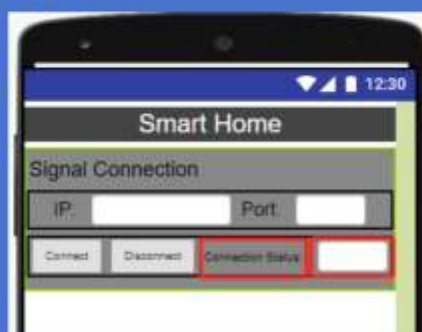 12:30
Smart Home
Signal Connection
IP: Port:
Connect Disconnect Connection Status